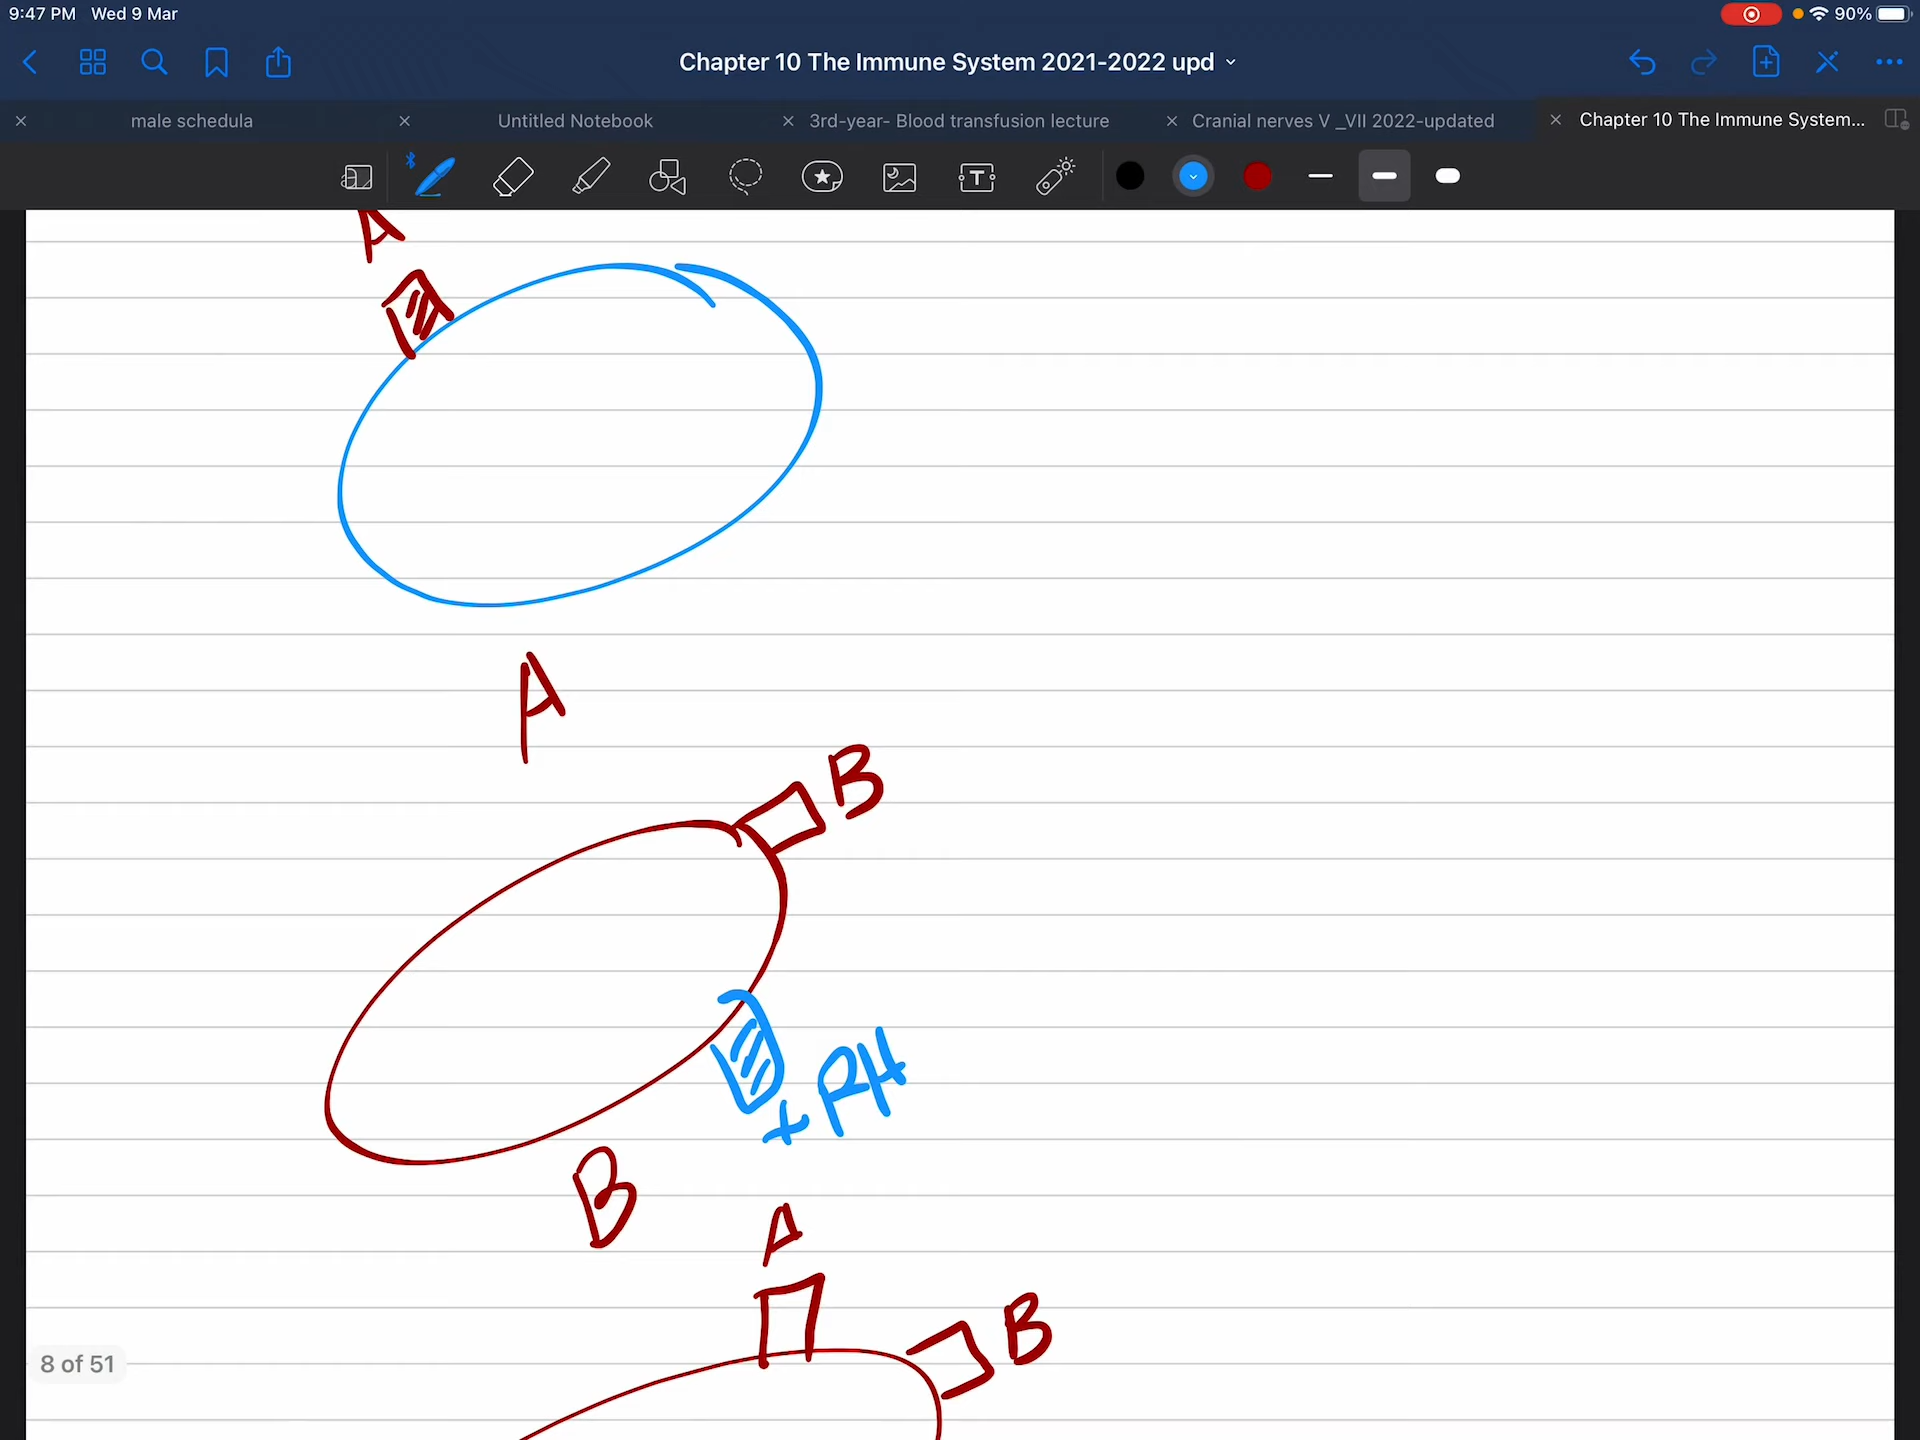 9:47 PM Wed 9 Mar 90%
Chapter 10 The Immune System 2021-2022 upd
male schedula Untitled Notebook 3rd-year- Blood transfusion lecture Cranial nerves V _VII 2022-updated Chapter 10 The Immune System...
A
A
B
+ RH
B
A
B
8 of 51